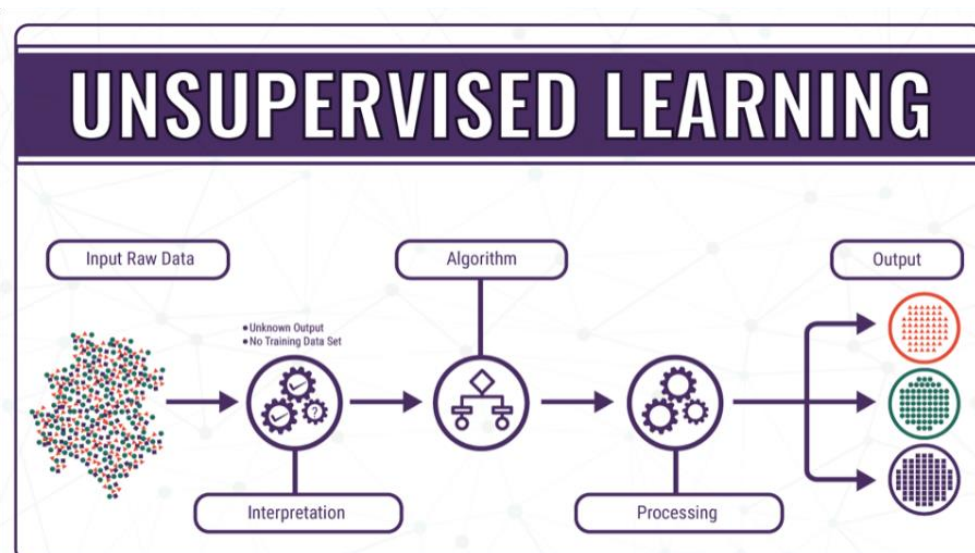 UNSUPERVISED LEARNING
Input Raw Data
Algorithm
Output
• Unknown Output
• No Training Data Set
?
Interpretation
Processing